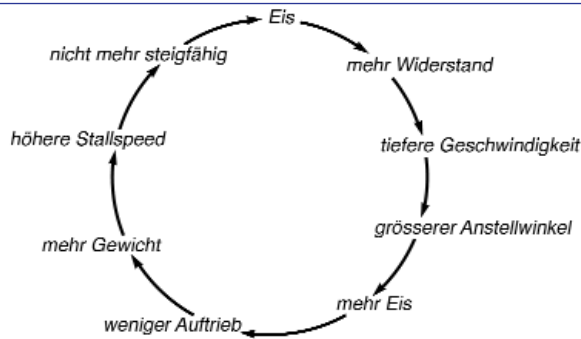 Eis
mehr Widerstand
tiefere Geschwindigkeit
grösserer Anstellwinkel
mehr Eis
weniger Auftrieb
mehr Gewicht
höhere Stallspeed
nicht mehr steigfähig